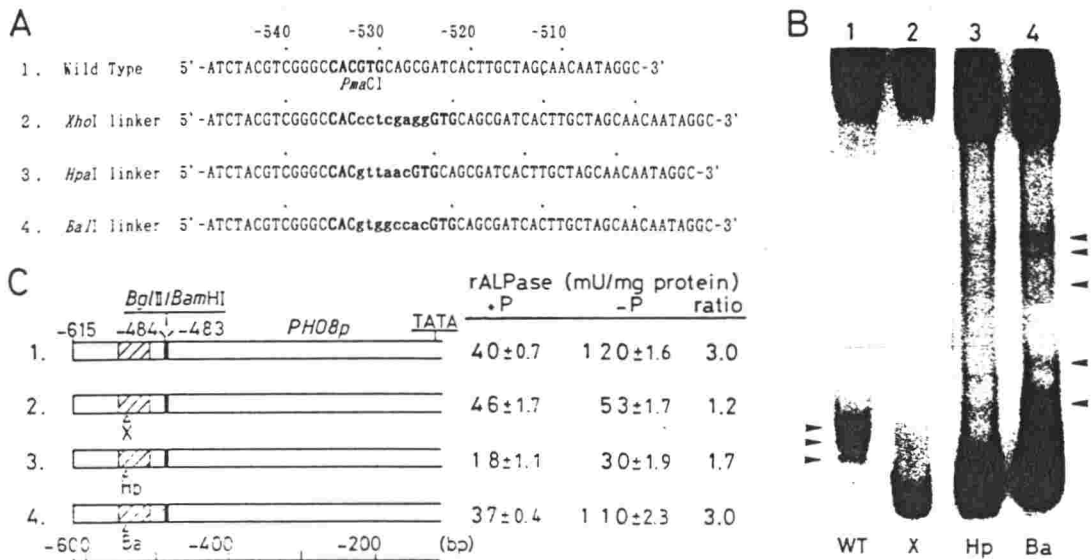 A
-540 -530 -520 -510
1. Wild Type 5'-ATCTACGTCGGGCCACGTGCAGCGATCACTTGCTAGCAACAATAGGC-3'
PmaCI
2. XhoI linker 5'-ATCTACGTCGGGCCACcctcgaggGTGCAGCGATCACTTGCTAGCAACAATAGGC-3'
3. HpaI linker 5'-ATCTACGTCGGGCCACgttaacGTGCAGCGATCACTTGCTAGCAACAATAGGC-3'
4. BalI linker 5'-ATCTACGTCGGGCCACgtggccacGTGCAGCGATCACTTGCTAGCAACAATAGGC-3'
B
1 2 3 4
WT X Hp Ba
C
BglII/BamHI
rALPase (mU/mg protein)
+P -P ratio
-615 -484 -483 PHO8p TATA
1. 40±0.7 120±1.6 3.0
2. 46±1.7 53±1.7 1.2
X
3. 18±1.1 30±1.9 1.7
Hp
4. 37±0.4 110±2.3 3.0
Ba
-600 -400 -200 (bp)